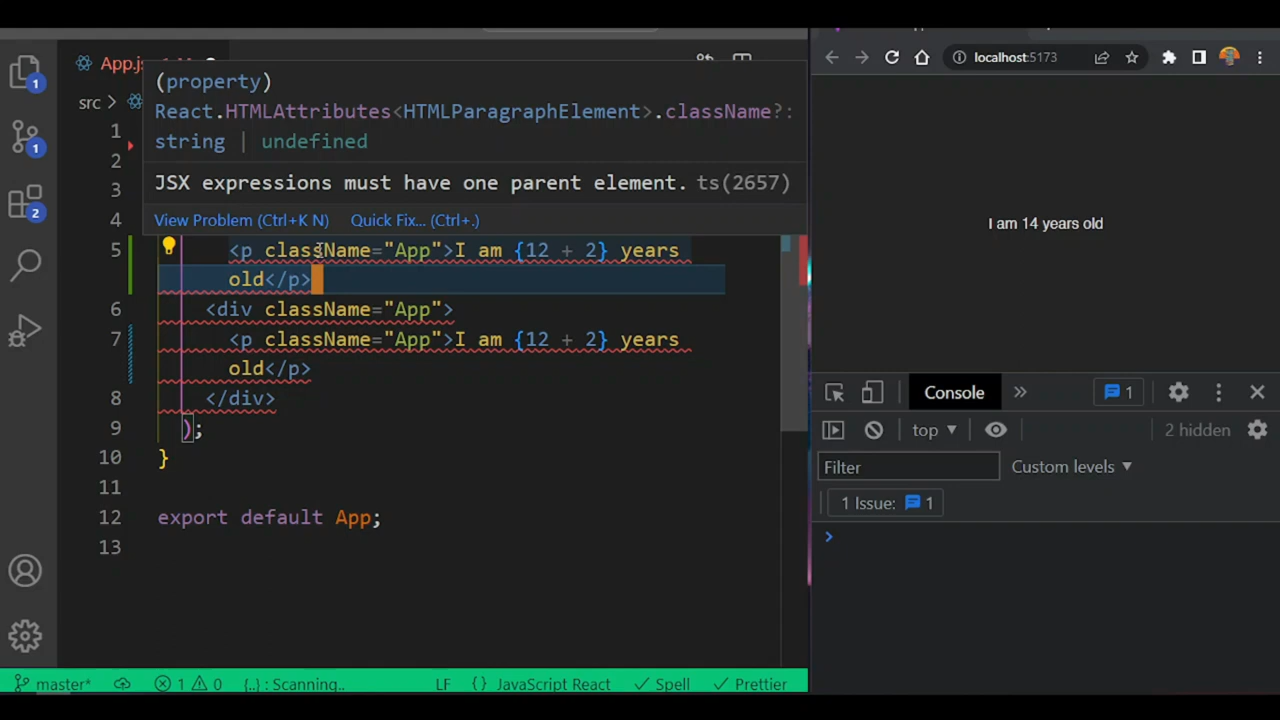 App.js
localhost:5173
src >
(property)
React.HTMLAttributes<HTMLParagraphElement>.className?:
string | undefined
JSX expressions must have one parent element. ts(2657)
View Problem (Ctrl+K N) Quick Fix... (Ctrl+.)
1
2
3
4
5 <p className="App">I am {12 + 2} years
old</p>
6 <div className="App">
7 <p className="App">I am {12 + 2} years
old</p>
8 </div>
9 );
10 }
11
12 export default App;
13
1
1
2
master* 1 0 {..} : Scanning.. LF {} JavaScript React Spell Prettier
I am 14 years old
Console » 1
top 2 hidden
Filter Custom levels
1 Issue: 1
>